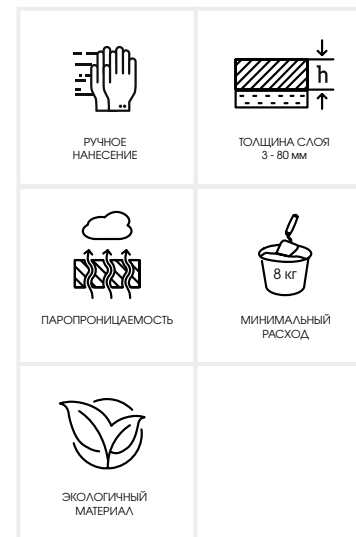 h
РУЧНОЕ
НАНЕСЕНИЕ
ТОЛЩИНА СЛОЯ
3 - 80 мм
8 кг
ПАРОПРОНИЦАЕМОСТЬ
МИНИМАЛЬНЫЙ
РАСХОД
ЭКОЛОГИЧНЫЙ
МАТЕРИАЛ